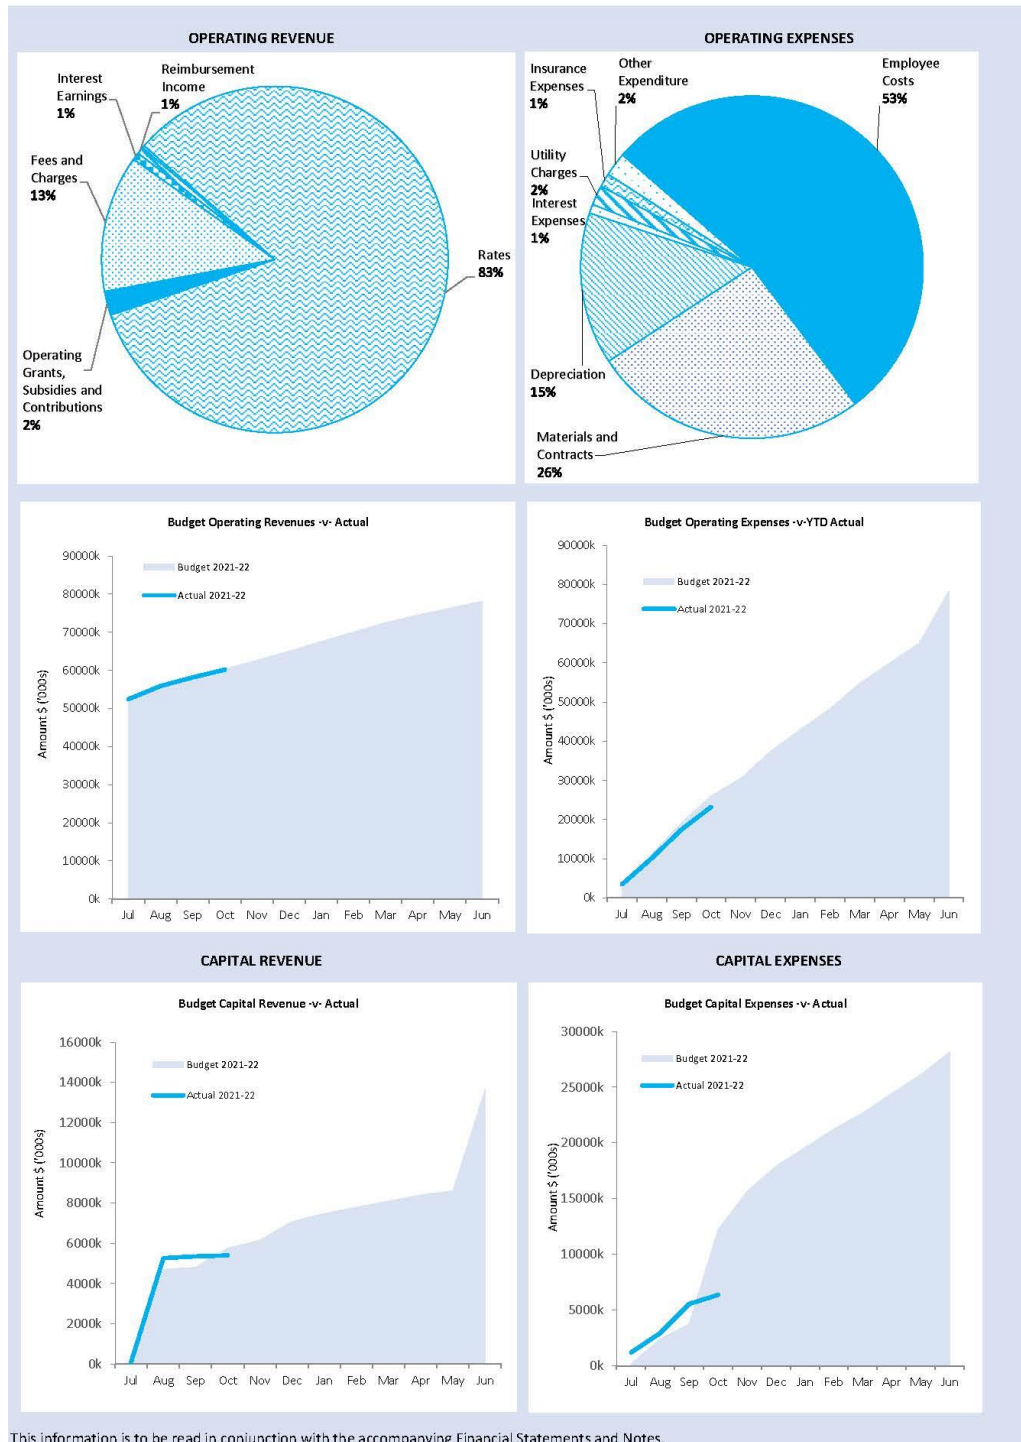 OPERATING REVENUE
Interest
Earnings
1%
Reimbursement
Income
1%
Fees and
Charges
13%
Rates
83%
Operating
Grants,
Subsidies and
Contributions
2%
OPERATING EXPENSES
Insurance
Expenses
1%
Other
Expenditure
2%
Employee
Costs
53%
Utility
Charges
2%
Interest
Expenses
1%
Depreciation
15%
Materials and
Contracts
26%
Budget Operating Revenues -v- Actual
Budget 2021-22
Actual 2021-22
Amount $ ('000s)
90000k
80000k
70000k
60000k
50000k
40000k
30000k
20000k
10000k
0k
Jul Aug Sep Oct Nov Dec Jan Feb Mar Apr May Jun
Budget Operating Expenses -v-YTD Actual
Budget 2021-22
Actual 2021-22
Amount $ ('000s)
90000k
80000k
70000k
60000k
50000k
40000k
30000k
20000k
10000k
0k
Jul Aug Sep Oct Nov Dec Jan Feb Mar Apr May Jun
CAPITAL REVENUE
Budget Capital Revenue -v- Actual
Budget 2021-22
Actual 2021-22
Amount $ ('000s)
16000k
14000k
12000k
10000k
8000k
6000k
4000k
2000k
0k
Jul Aug Sep Oct Nov Dec Jan Feb Mar Apr May Jun
CAPITAL EXPENSES
Budget Capital Expenses -v- Actual
Budget 2021-22
Actual 2021-22
Amount $ ('000s)
30000k
25000k
20000k
15000k
10000k
5000k
0k
Jul Aug Sep Oct Nov Dec Jan Feb Mar Apr May Jun
This information is to be read in conjunction with the accompanying Financial Statements and Notes.